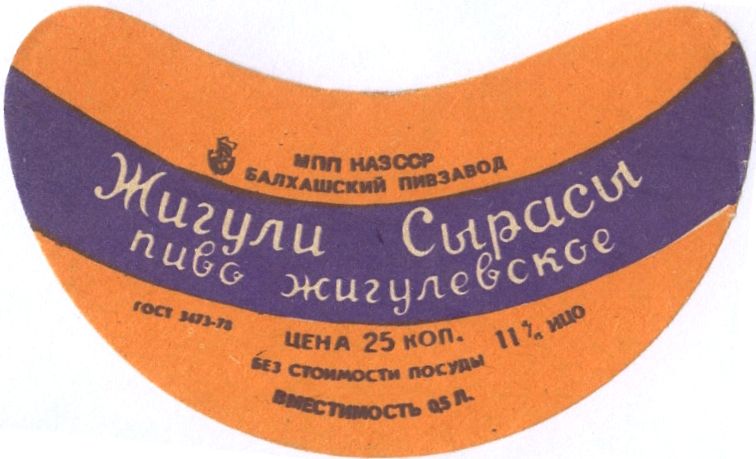 МПП КАЗССР
БАЛХАШСКИЙ ПИВЗАВОД
Жигули Сырасы
пиво жигулевское
ГОСТ 3473-78
ЦЕНА 25 КОП. 11% ИЦО
БЕЗ СТОИМОСТИ ПОСУДЫ
ВМЕСТИМОСТЬ 0,5 Л.